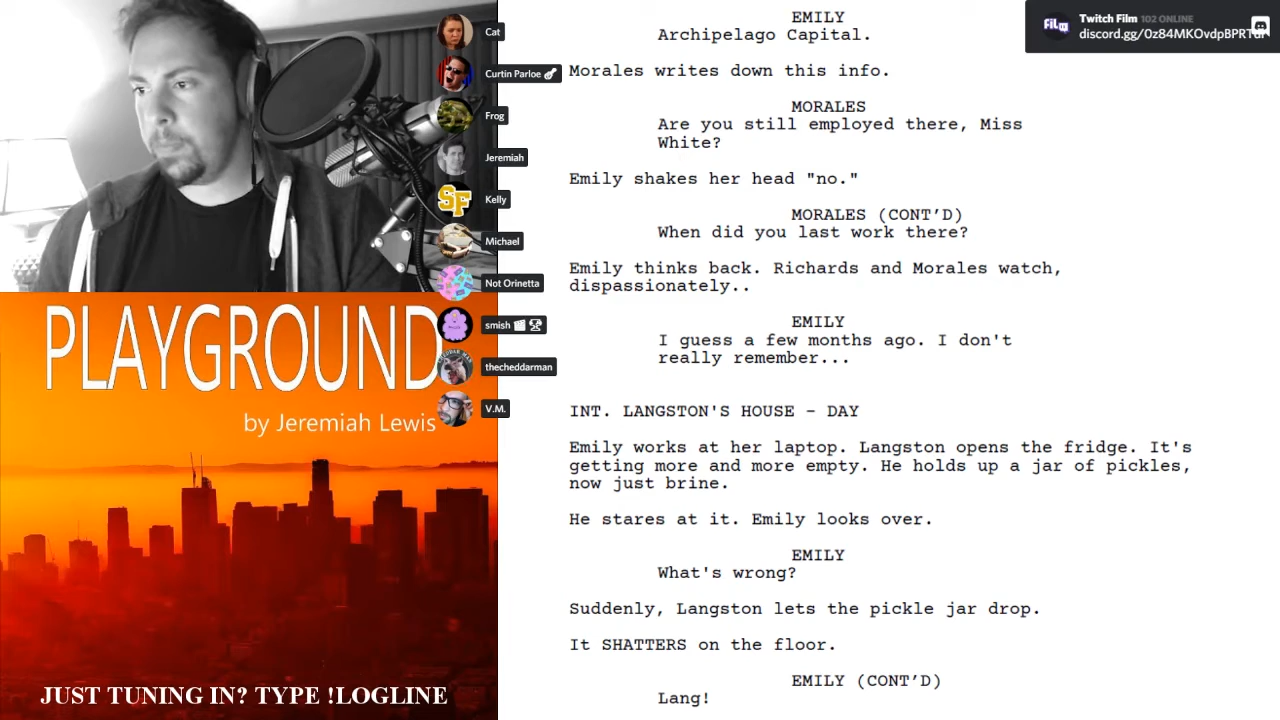 Cat
Curtin Parloe
Frog
Jeremiah
SF
Kelly
Michael
Not Orinetta
smish
thecheddarman
V.M.
PLAYGROUND
by Jeremiah Lewis
JUST TUNING IN? TYPE !LOGLINE
EMILY
Archipelago Capital.
Morales writes down this info.
MORALES
Are you still employed there, Miss
White?
Emily shakes her head "no."
MORALES (CONT'D)
When did you last work there?
Emily thinks back. Richards and Morales watch,
dispassionately..
EMILY
I guess a few months ago. I don't
really remember...
INT. LANGSTON'S HOUSE - DAY
Emily works at her laptop. Langston opens the fridge. It's
getting more and more empty. He holds up a jar of pickles,
now just brine.
He stares at it. Emily looks over.
EMILY
What's wrong?
Suddenly, Langston lets the pickle jar drop.
It SHATTERS on the floor.
EMILY (CONT'D)
Lang!
Film
Twitch Film 102 ONLINE